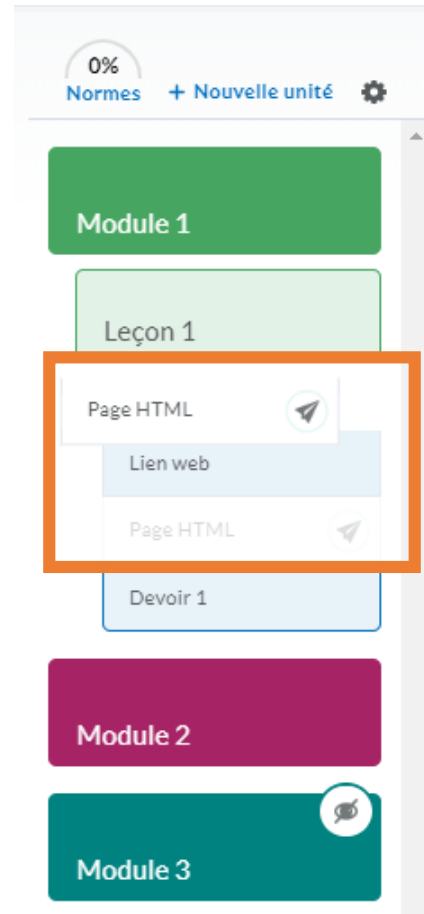 0%
Normes + Nouvelle unité
Module 1
Leçon 1
Page HTML
Lien web
Page HTML
Devoir 1
Module 2
Module 3